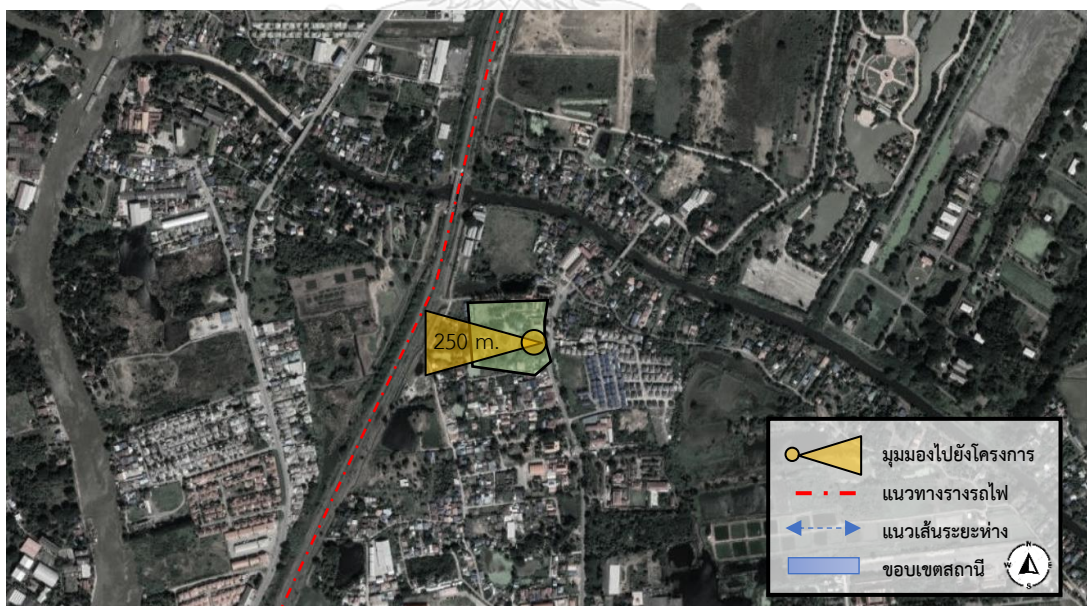 250 m.
มุมมองไปยังโครงการ
แนวทางรางรถไฟ
แนวเส้นระยะห่าง
ขอบเขตสถานี
N
W E
S